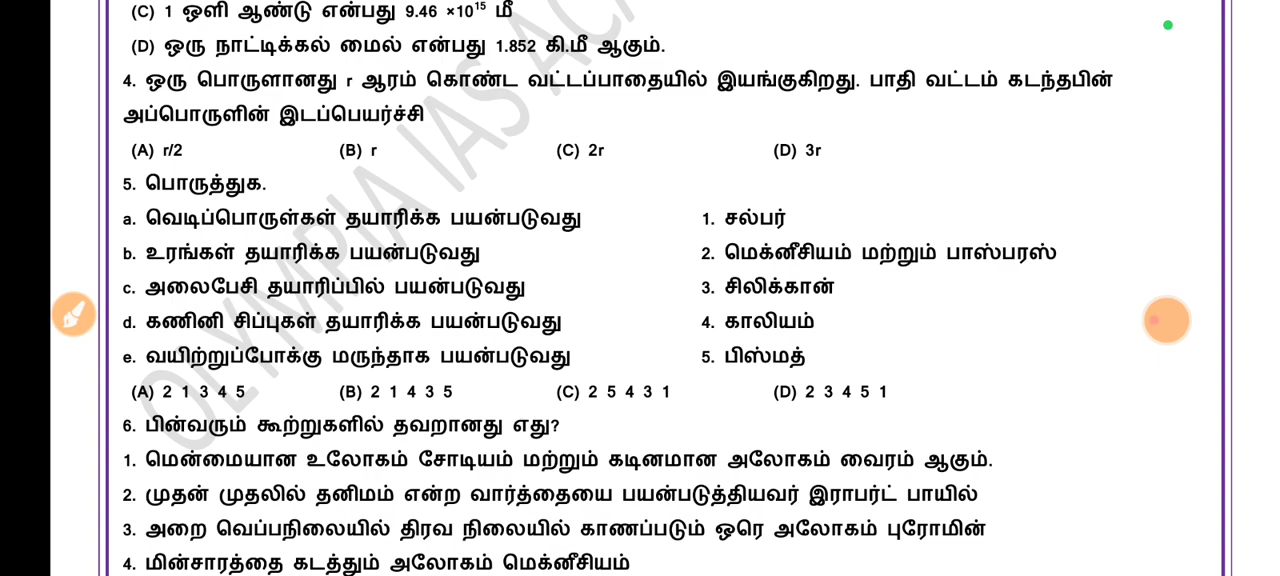 (C) 1 ஒளி ஆண்டு என்பது 9.46 ×10¹⁵ மீ
(D) ஒரு நாட்டிக்கல் மைல் என்பது 1.852 கி.மீ ஆகும்.
4. ஒரு பொருளானது r ஆரம் கொண்ட வட்டப்பாதையில் இயங்குகிறது. பாதி வட்டம் கடந்தபின்
அப்பொருளின் இடப்பெயர்ச்சி
(A) r/2 (B) r (C) 2r (D) 3r
5. பொருத்துக.
a. வெடிப்பொருள்கள் தயாரிக்க பயன்படுவது 1. சல்பர்
b. உரங்கள் தயாரிக்க பயன்படுவது 2. மெக்னீசியம் மற்றும் பாஸ்பரஸ்
c. அலைபேசி தயாரிப்பில் பயன்படுவது 3. சிலிக்கான்
d. கணினி சிப்புகள் தயாரிக்க பயன்படுவது 4. காலியம்
e. வயிற்றுப்போக்கு மருந்தாக பயன்படுவது 5. பிஸ்மத்
(A) 2 1 3 4 5 (B) 2 1 4 3 5 (C) 2 5 4 3 1 (D) 2 3 4 5 1
6. பின்வரும் கூற்றுகளில் தவறானது எது?
1. மென்மையான உலோகம் சோடியம் மற்றும் கடினமான அலோகம் வைரம் ஆகும்.
2. முதன் முதலில் தனிமம் என்ற வார்த்தையை பயன்படுத்தியவர் இராபர்ட் பாயில்
3. அறை வெப்பநிலையில் திரவ நிலையில் காணப்படும் ஒரெ அலோகம் புரோமின்
4. மின்சாரத்தை கடத்தும் அலோகம் மெக்னீசியம்
OLYMPIA IAS ACA